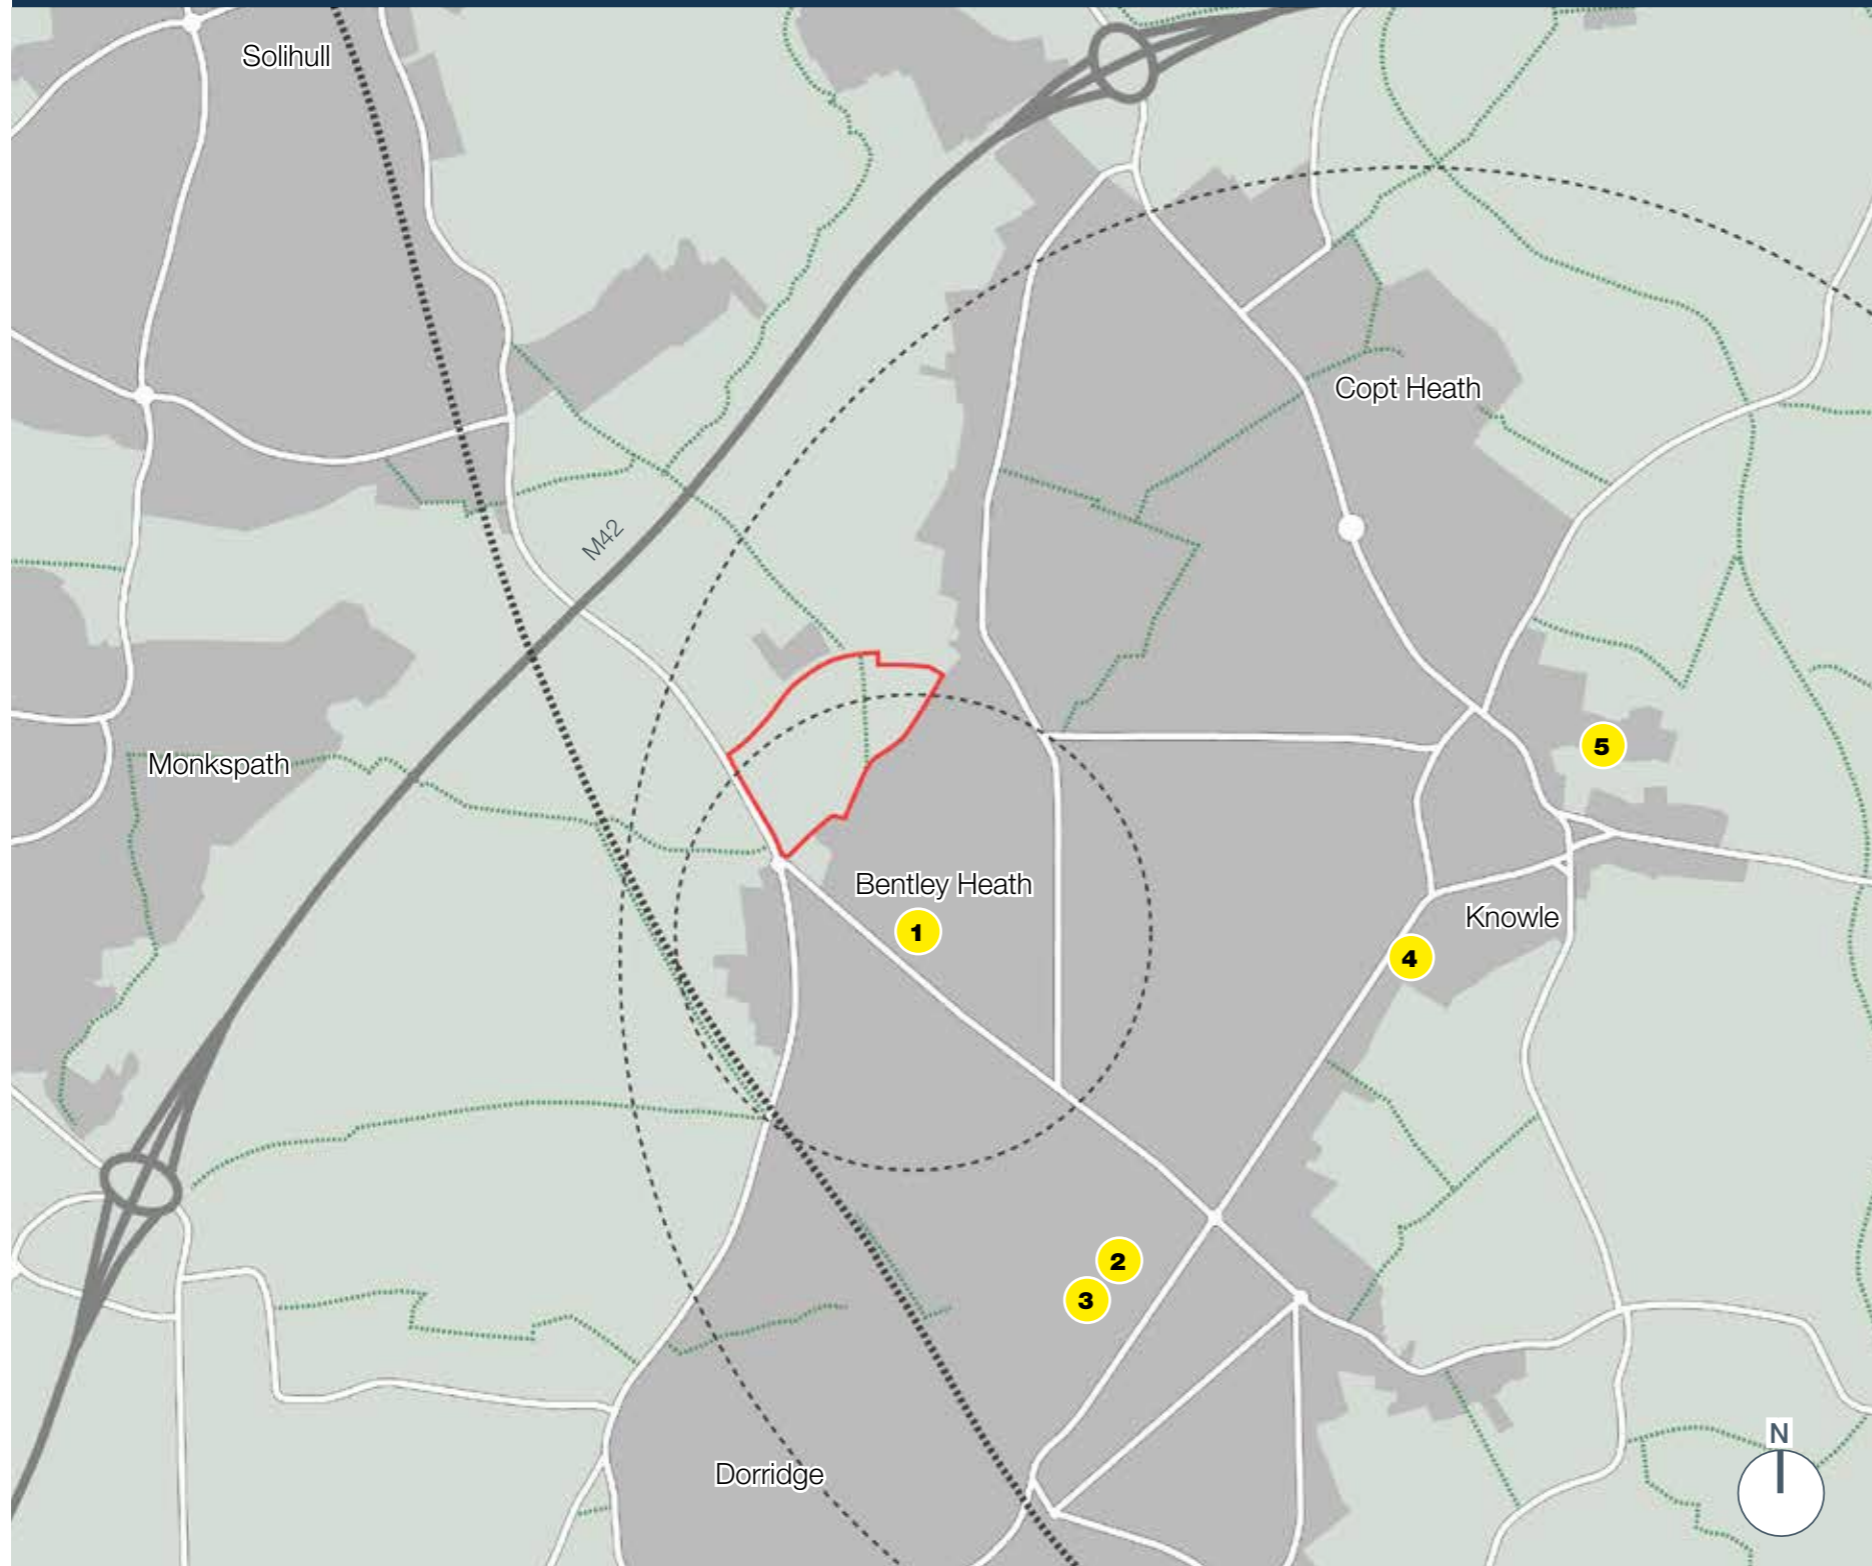 Solihull
M42
Copt Heath
Monkspath
5
Bentley Heath
1
Knowle
4
2
3
N
Dorridge